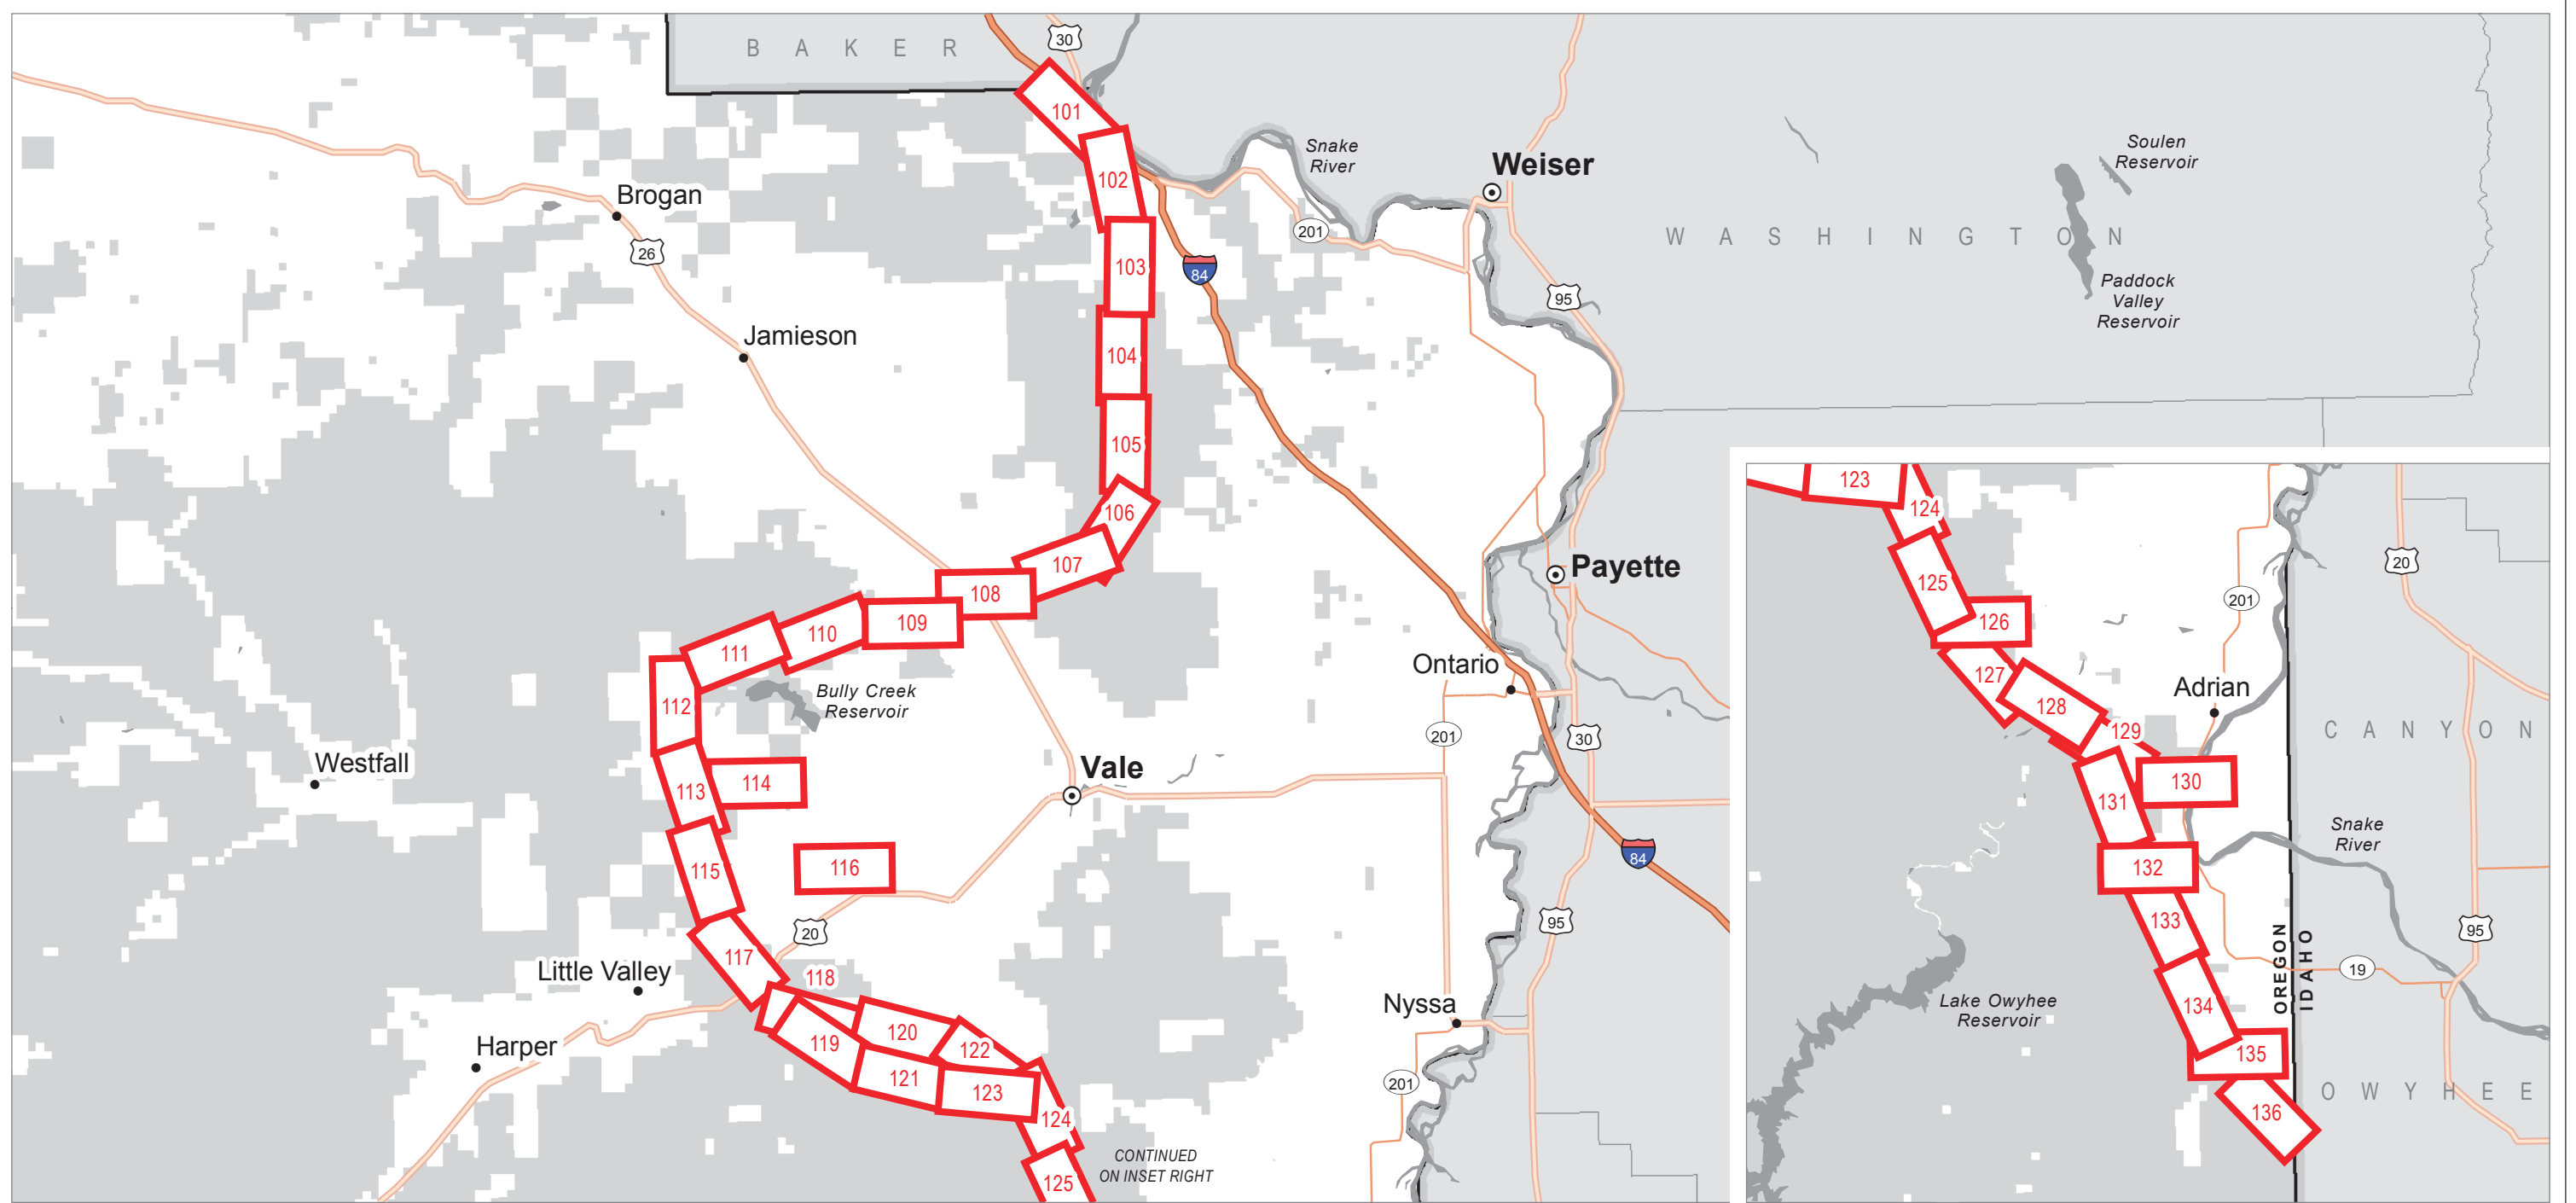 BAKER
30
101
102
Snake
River
Weiser
Soulen
Reservoir
Brogan
26
201
WASHINGTON
103
84
95
Paddock
Valley
Reservoir
Jamieson
104
105
106
107
108
109
110
111
Payette
Ontario
112
Bully Creek
Reservoir
201
30
Westfall
113
114
Vale
115
116
84
20
95
117
Little Valley
118
Nyssa
119
120
122
Harper
121
123
201
124
CONTINUED
ON INSET RIGHT
125
123
124
20
125
201
126
127
Adrian
128
129
CANYON
130
131
Snake
River
132
133
95
OREGON
IDAHO
19
134
Lake Owyhee
Reservoir
135
OWYHEE
136